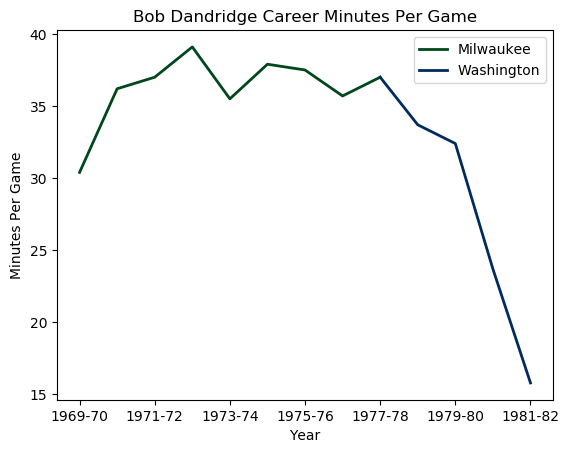 Bob Dandridge Career Minutes Per Game
Milwaukee
Washington
Minutes Per Game
40
35
30
25
20
15
1969-70 1971-72 1973-74 1975-76 1977-78 1979-80 1981-82
Year